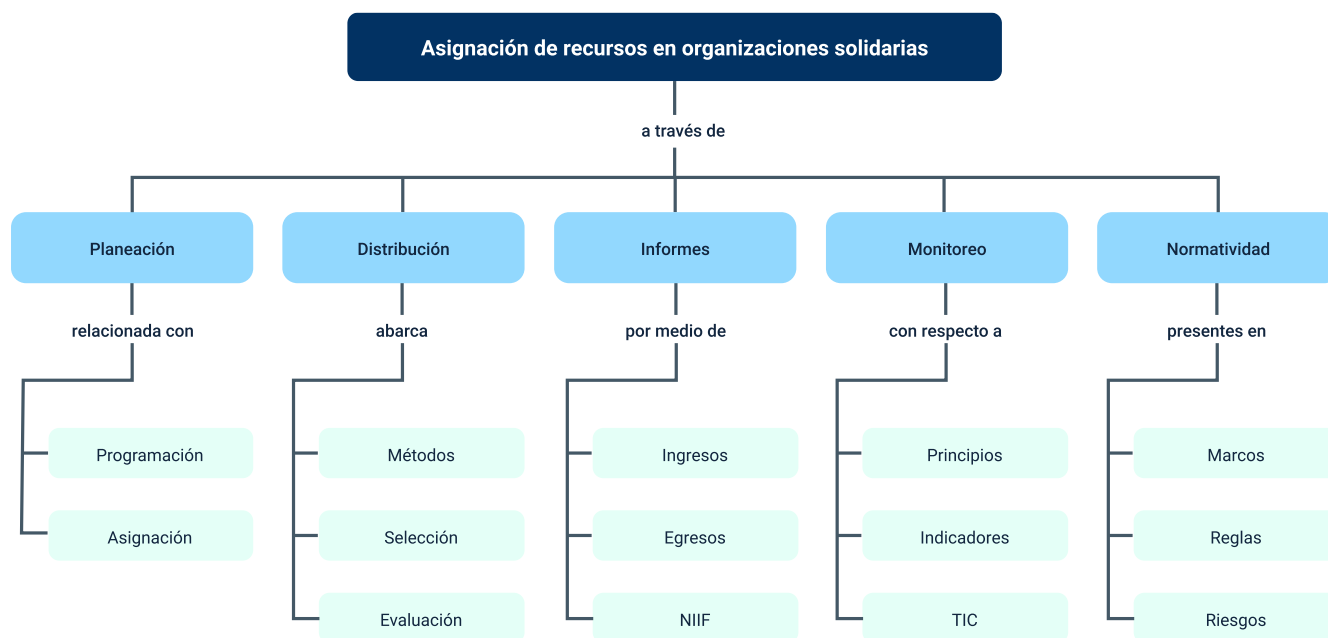 Asignación de recursos en organizaciones solidarias
a través de
Planeación
Distribución
Informes
Monitoreo
Normatividad
relacionada con
abarca
por medio de
con respecto a
presentes en
Programación
Métodos
Ingresos
Principios
Marcos
Asignación
Selección
Egresos
Indicadores
Reglas
Evaluación
NIIF
TIC
Riesgos